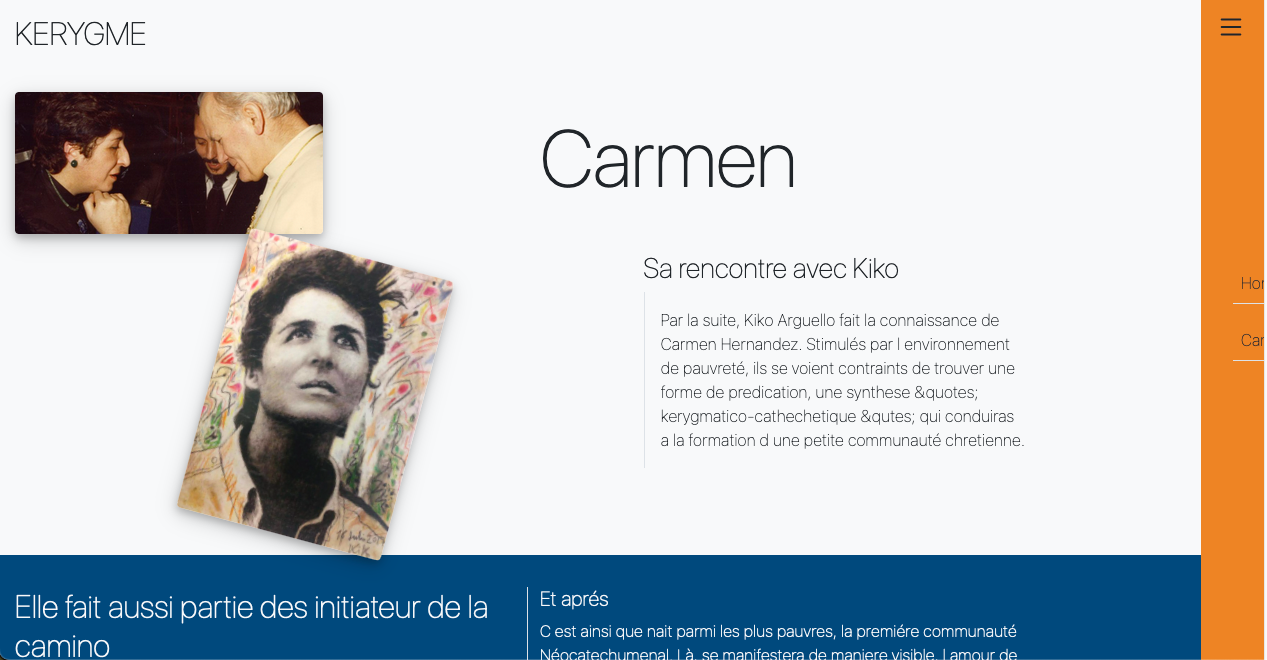 KERYGME
Carmen
Sa rencontre avec Kiko
Par la suite, Kiko Arguello fait la connaissance de
Carmen Hernandez. Stimulés par l environnement
de pauvreté, ils se voient contraints de trouver une
forme de predication, une synthese &quotes;
kerygmatico-cathechetique &qutes; qui conduiras
a la formation d une petite communauté chretienne.
Hor
Car
Elle fait aussi partie des initiateur de la
camino
Et aprés
C est ainsi que nait parmi les plus pauvres, la premiére communauté
Néocatechumenal. Là, se manifestera de maniere visible, l amour de